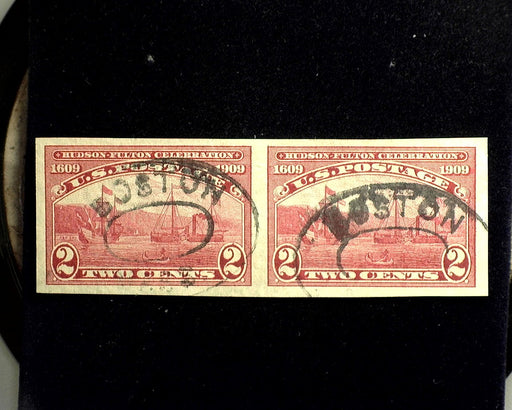 HUDSON-FULTON CELEBRATION
1609 1909
U.S. POSTAGE
BOSTON
2 TWO CENTS 2
HUDSON-FULTON CELEBRATION
1609 1909
U.S. POSTAGE
BOSTON
2 TWO CENTS 2